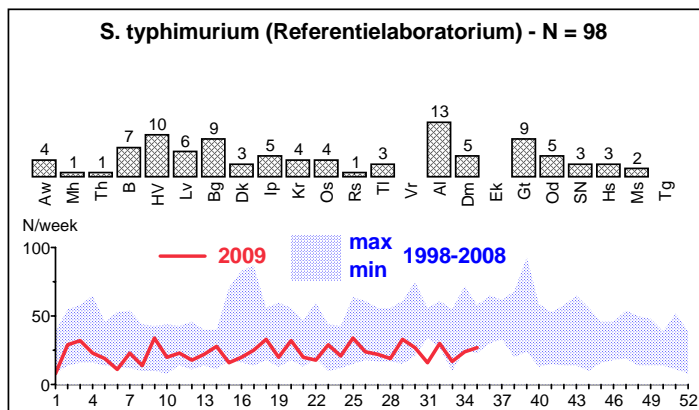 S. typhimurium (Referentielaboratorium) - N = 98
4 1 1 7 10 6 9 3 5 4 4 1 3 13 5 9 5 3 3 2
Aw Mh Th B HV Lv Bg Dk Ip Kr Os Rs Tl Vr Al Dm Ek Gt Od SN Hs Ms Tg
N/week
100
2009
max
min
1998-2008
50
0
1 4 7 10 13 16 19 22 25 28 31 34 37 40 43 46 49 52